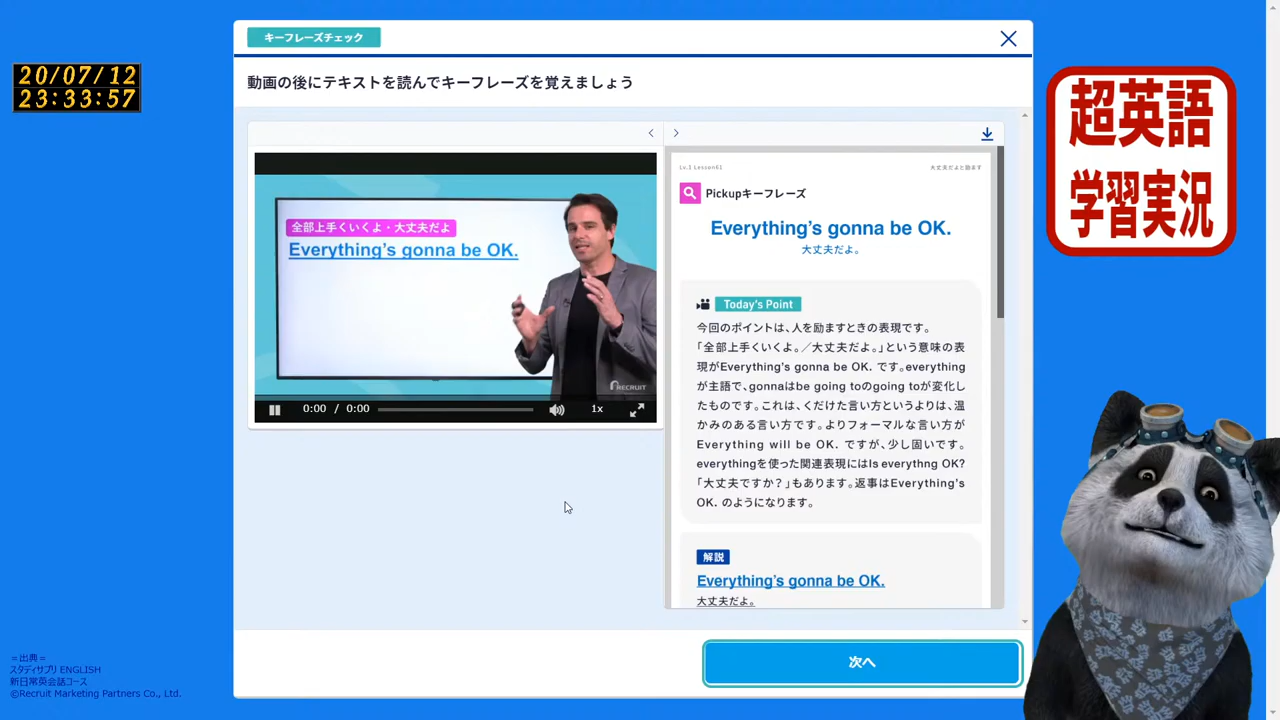 キーフレーズチェック
20/07/12
23:33:57
動画の後にテキストを読んでキーフレーズを覚えましょう
超英語
学習実況
全部上手くいくよ・大丈夫だよ
Everything's gonna be OK.
RECRUIT
0:00 / 0:00
1x
Lv.1 Lesson61
大丈夫だよと励ます
Pickupキーフレーズ
Everything's gonna be OK.
大丈夫だよ。
Today's Point
今回のポイントは、人を励ますときの表現です。
「全部上手くいくよ。／大丈夫だよ。」という意味の表
現がEverything's gonna be OK. です。everything
が主語で、gonnaはbe going toのgoing toが変化し
たものです。これは、くだけた言い方というよりは、温
かみのある言い方です。よりフォーマルな言い方が
Everything will be OK. ですが、少し固いです。
everythingを使った関連表現にはIs everythng OK?
「大丈夫ですか？」もあります。返事はEverything's
OK. のようになります。
解説
Everything's gonna be OK.
大丈夫だよ。
次へ
＝出典＝
スタディサプリ ENGLISH
新日常英会話コース
©Recruit Marketing Partners Co., Ltd.